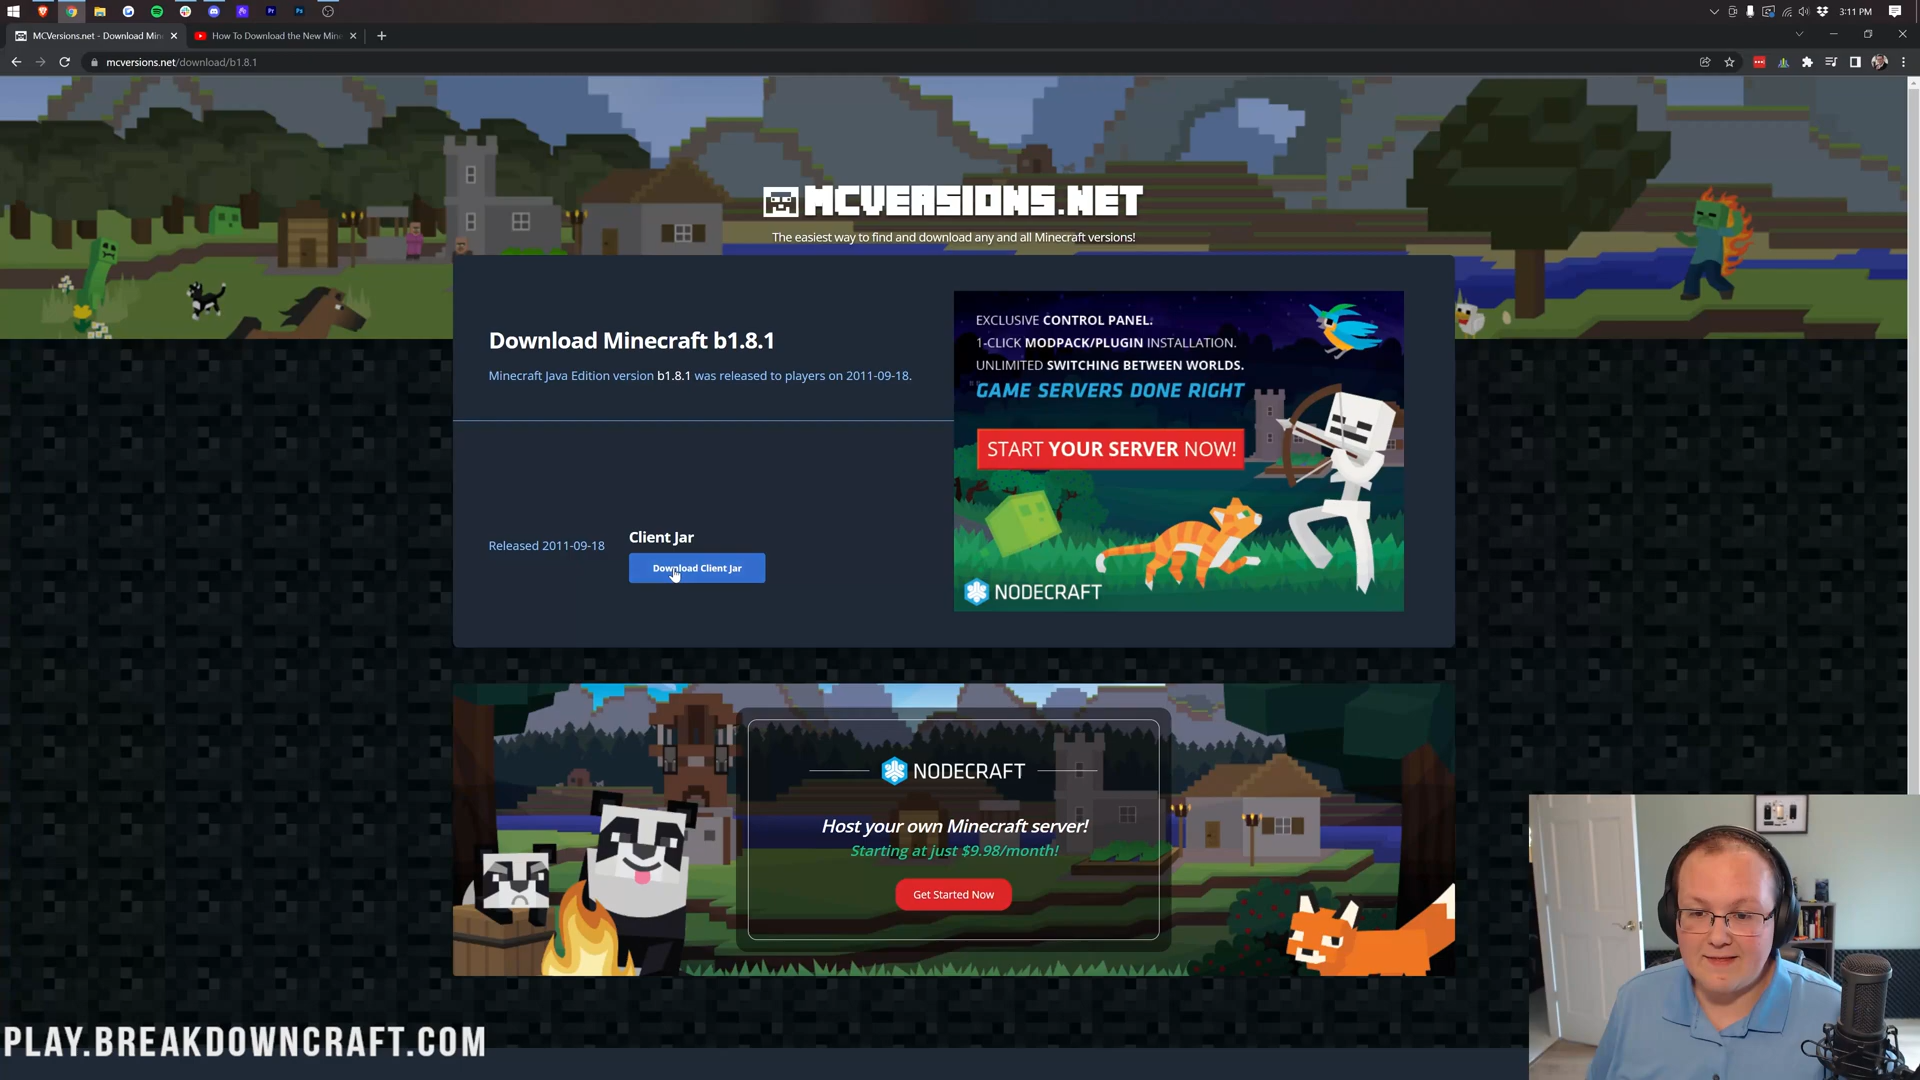 3:11 PM
MCVersions.net - Download Min
How To Download the New Mine
mcversions.net/download/b1.8.1
MCVERSIONS.NET
The easiest way to find and download any and all Minecraft versions!
Download Minecraft b1.8.1
Minecraft Java Edition version b1.8.1 was released to players on 2011-09-18.
Released 2011-09-18
Client Jar
Download Client Jar
EXCLUSIVE CONTROL PANEL.
1-CLICK MODPACK/PLUGIN INSTALLATION.
UNLIMITED SWITCHING BETWEEN WORLDS.
GAME SERVERS DONE RIGHT
START YOUR SERVER NOW!
NODECRAFT
NODECRAFT
Host your own Minecraft server!
Starting at just $9.98/month!
Get Started Now
PLAY.BREAKDOWNCRAFT.COM